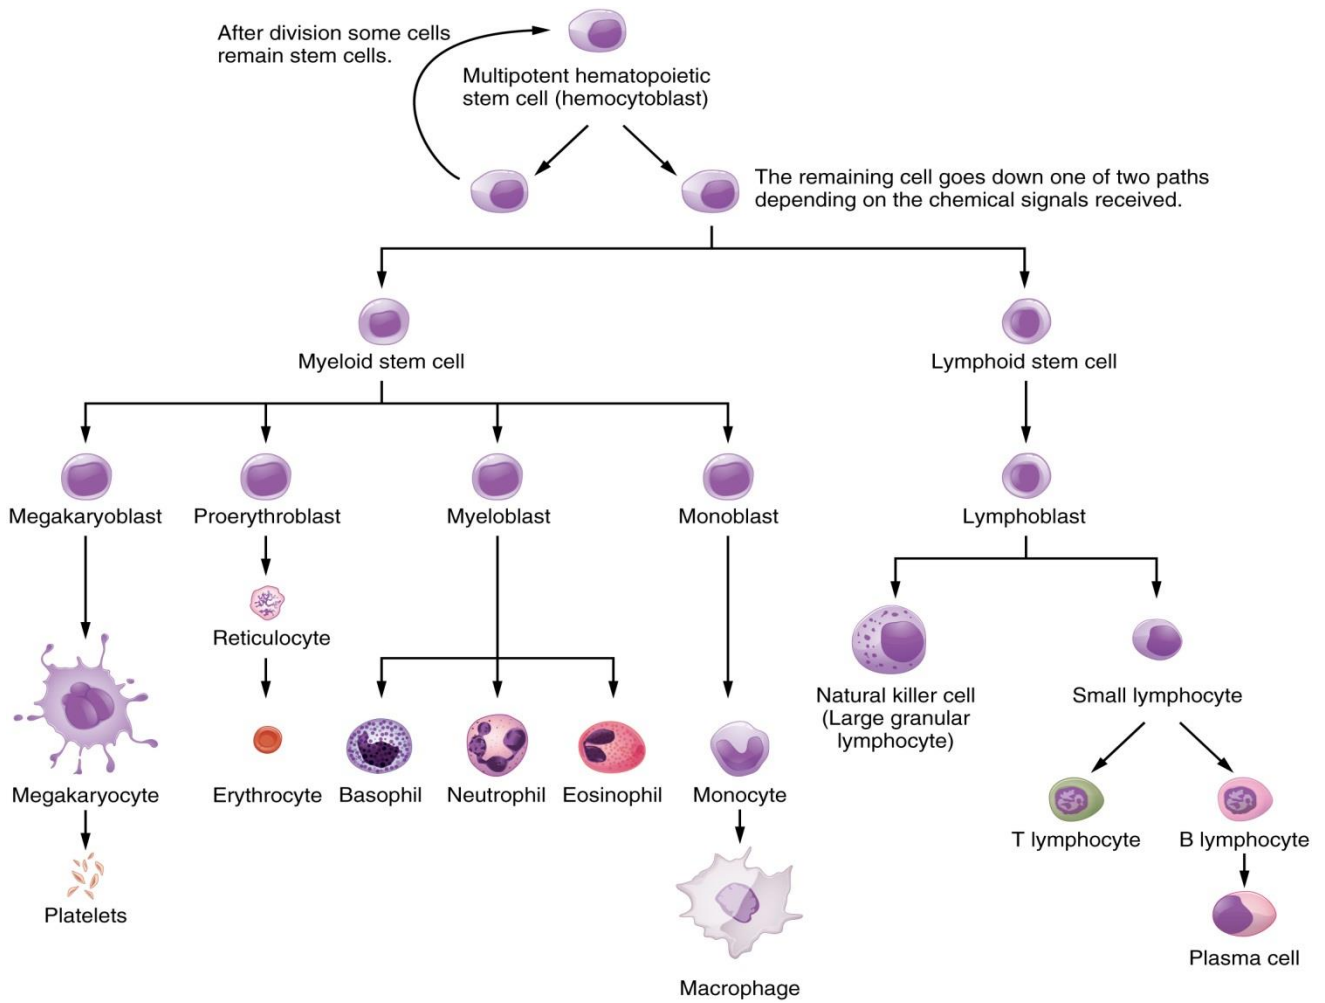 After division some cells
remain stem cells.
Multipotent hematopoietic
stem cell (hemocytoblast)
The remaining cell goes down one of two paths
depending on the chemical signals received.
Myeloid stem cell
Lymphoid stem cell
Megakaryoblast
Proerythroblast
Myeloblast
Monoblast
Lymphoblast
Reticulocyte
Natural killer cell
(Large granular
lymphocyte)
Small lymphocyte
Megakaryocyte
Erythrocyte
Basophil
Neutrophil
Eosinophil
Monocyte
T lymphocyte
B lymphocyte
Platelets
Plasma cell
Macrophage